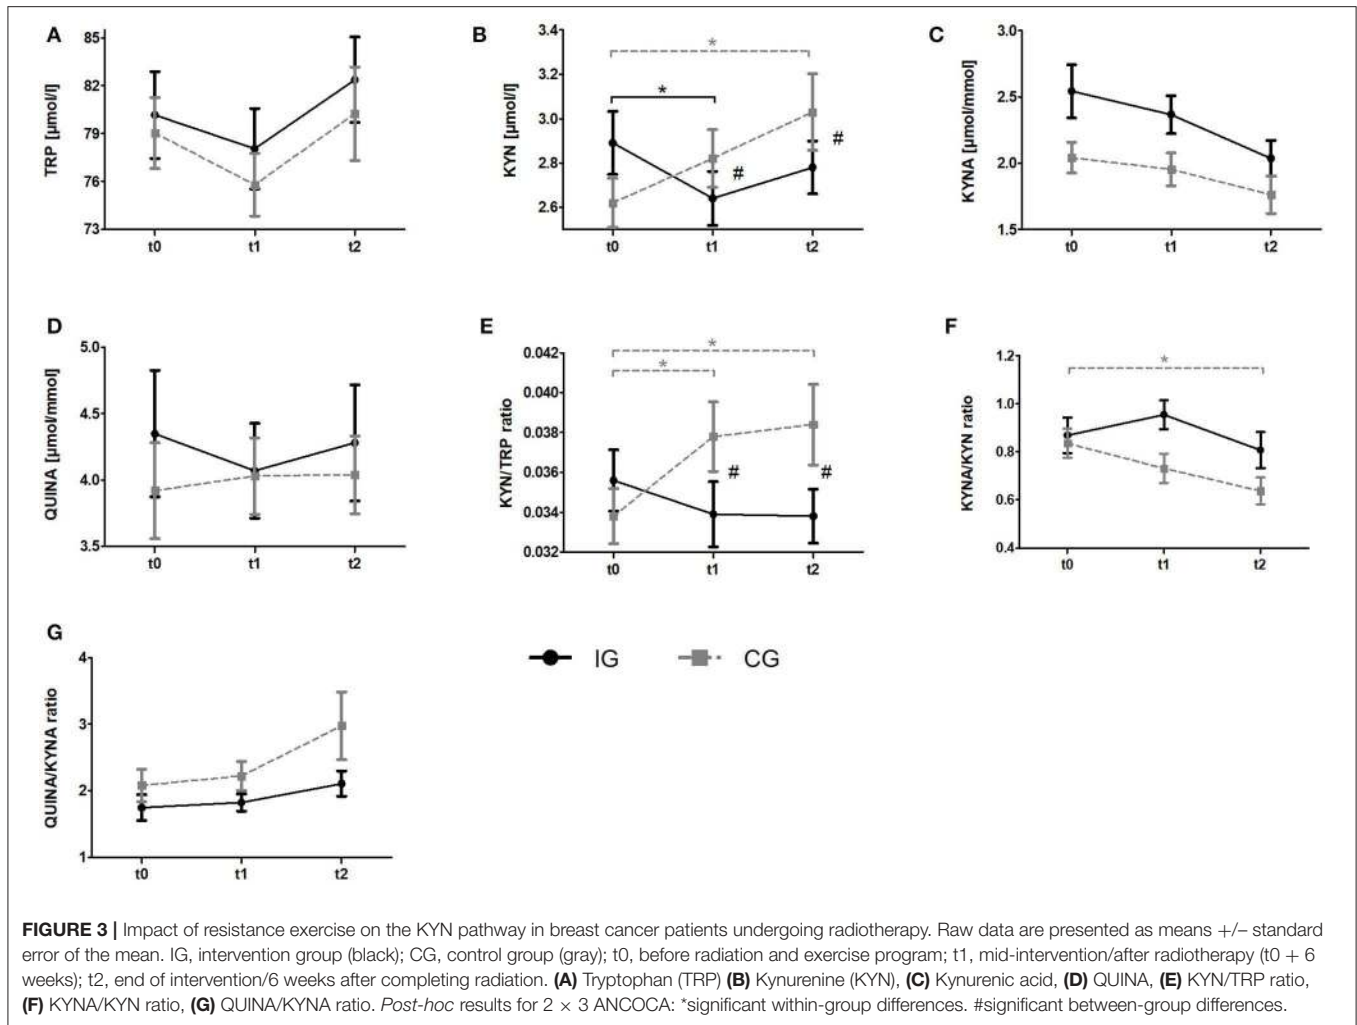 A
TRP [µmol/l]
85
82
79
76
73
t0 t1 t2
B
*
*
#
#
KYN [µmol/l]
3.4
3.2
3.0
2.8
2.6
t0 t1 t2
C
KYNA [µmol/mmol]
3.0
2.5
2.0
1.5
t0 t1 t2
D
QUINA [µmol/mmol]
5.0
4.5
4.0
3.5
t0 t1 t2
E
*
*
#
#
KYN/TRP ratio
0.042
0.040
0.038
0.036
0.034
0.032
t0 t1 t2
F
*
KYNA/KYN ratio
1.2
1.0
0.8
0.6
0.4
t0 t1 t2
G
QUINA/KYNA ratio
4
3
2
1
t0 t1 t2
IG CG
FIGURE 3 | Impact of resistance exercise on the KYN pathway in breast cancer patients undergoing radiotherapy. Raw data are presented as means +/− standard
error of the mean. IG, intervention group (black); CG, control group (gray); t0, before radiation and exercise program; t1, mid-intervention/after radiotherapy (t0 + 6
weeks); t2, end of intervention/6 weeks after completing radiation. (A) Tryptophan (TRP) (B) Kynurenine (KYN), (C) Kynurenic acid, (D) QUINA, (E) KYN/TRP ratio,
(F) KYNA/KYN ratio, (G) QUINA/KYNA ratio. Post-hoc results for 2 × 3 ANCOCA: *significant within-group differences. #significant between-group differences.